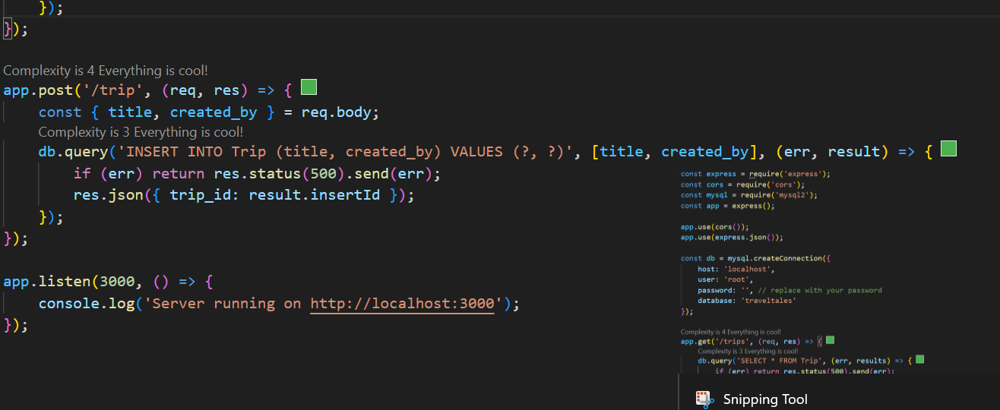 });
});
Complexity is 4 Everything is cool!
app.post('/trip', (req, res) => {
    const { title, created_by } = req.body;
    Complexity is 3 Everything is cool!
    db.query('INSERT INTO Trip (title, created_by) VALUES (?, ?)', [title, created_by], (err, result) => {
        if (err) return res.status(500).send(err);
        res.json({ trip_id: result.insertId });
    });
});
app.listen(3000, () => {
    console.log('Server running on http://localhost:3000');
});
const express = require('express');
const cors = require('cors');
const mysql = require('mysql2');
const app = express();
app.use(cors());
app.use(express.json());
const db = mysql.createConnection({
    host: 'localhost',
    user: 'root',
    password: '', // replace with your password
    database: 'traveltales'
});
Complexity is 4 Everything is cool!
app.get('/trips', (req, res) => {
    Complexity is 3 Everything is cool!
    db.query('SELECT * FROM Trip', (err, results) => {
        if (err) return res.status(500).send(err);
Snipping Tool